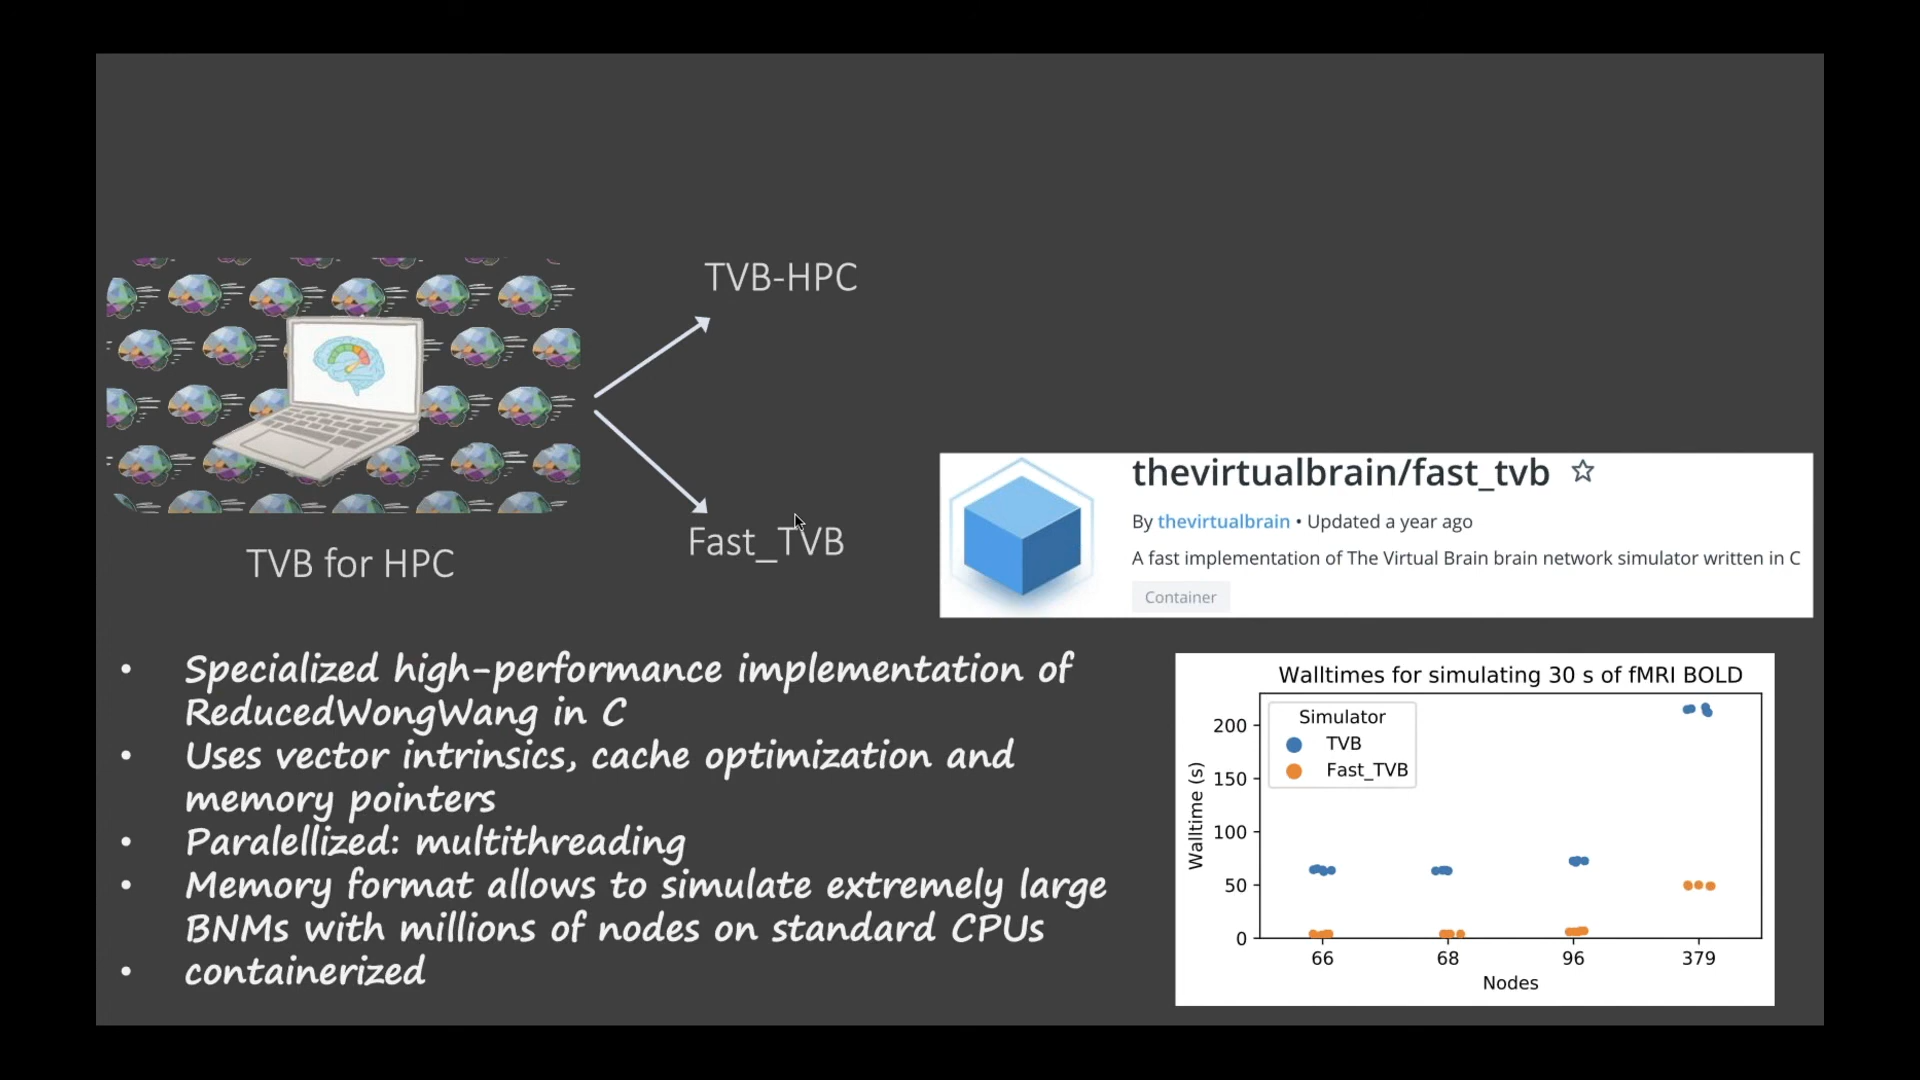 TVB-HPC
TVB for HPC
Fast_TVB
thevirtualbrain/fast_tvb
By thevirtualbrain • Updated a year ago
A fast implementation of The Virtual Brain brain network simulator written in C
Container
• Specialized high-performance implementation of
ReducedWongWang in C
• Uses vector intrinsics, cache optimization and
memory pointers
• Paralellized: multithreading
• Memory format allows to simulate extremely large
BNMs with millions of nodes on standard CPUs
• containerized
Walltimes for simulating 30 s of fMRI BOLD
Simulator
TVB
Fast_TVB
Walltime (s)
200
150
100
50
0
66 68 96 379
Nodes